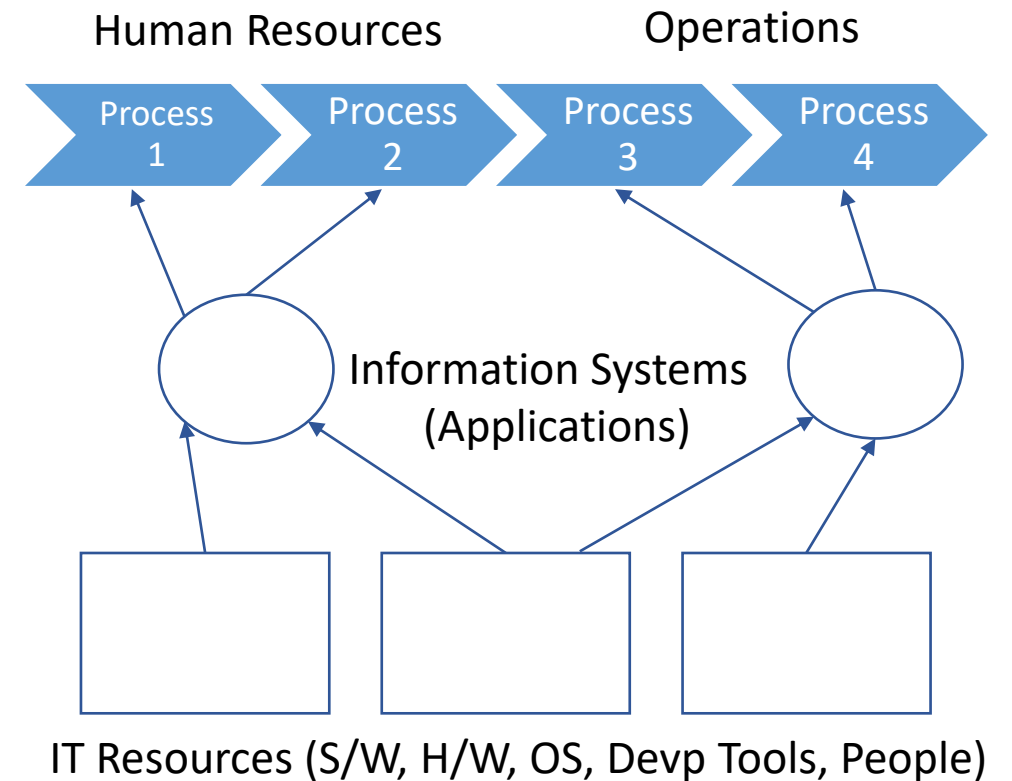 Human Resources
Operations
Process
1
Process
2
Process
3
Process
4
Information Systems
(Applications)
IT Resources (S/W, H/W, OS, Devp Tools, People)